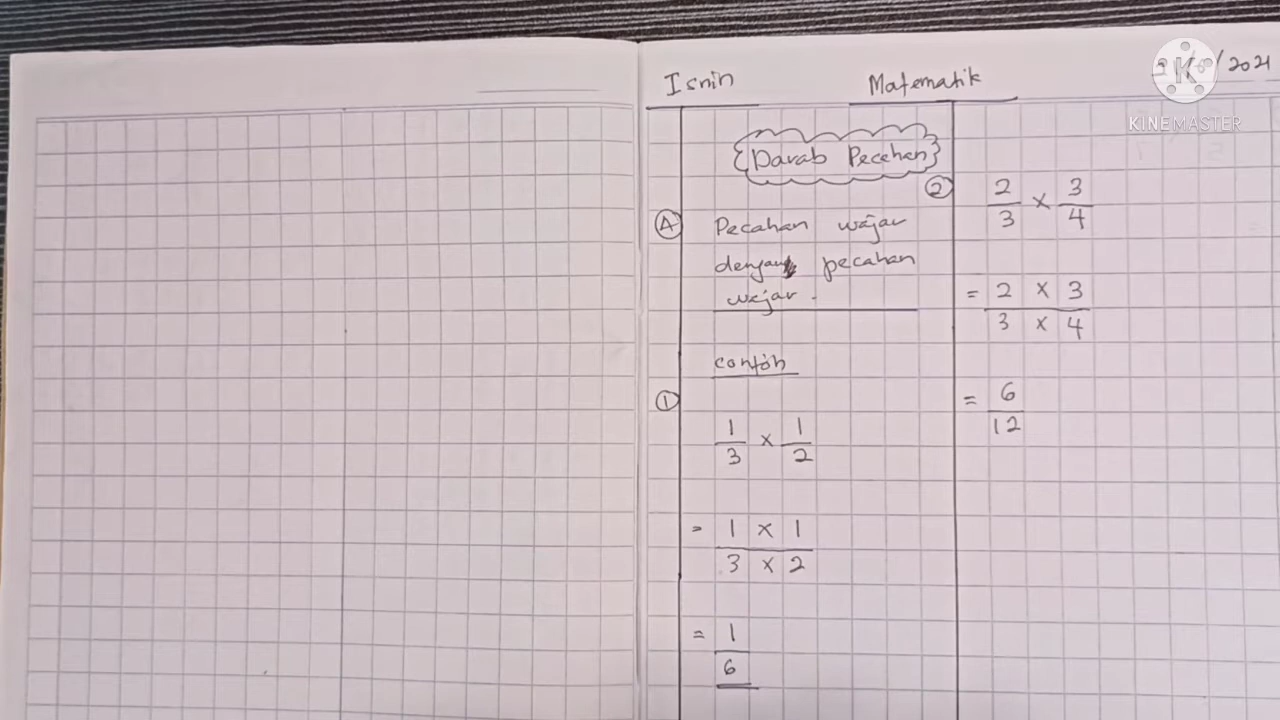 Isnin Matematik /2021
KINEMASTER
Darab Pecahan
A Pecahan wajar
dengan pecahan
wajar.
contoh
1
1/3 × 1/2
= 1 × 1 / 3 × 2
= 1/6
2
2/3 × 3/4
= 2 × 3 / 3 × 4
= 6/12